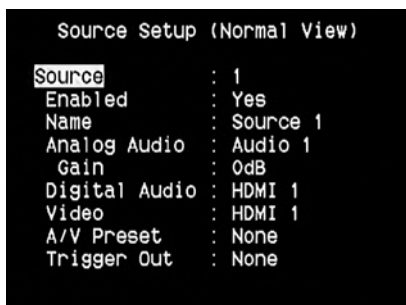 Source Setup (Normal View)
Source : 1
Enabled : Yes
Name : Source 1
Analog Audio : Audio 1
Gain : 0dB
Digital Audio : HDMI 1
Video : HDMI 1
A/V Preset : None
Trigger Out : None